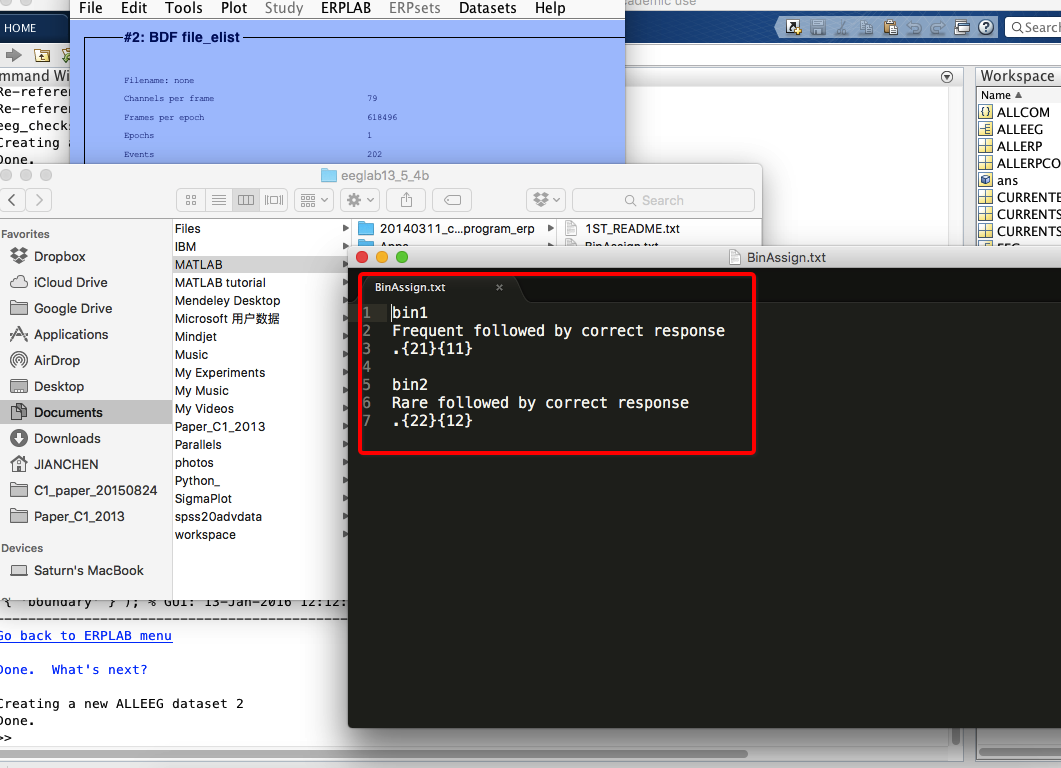 File Edit Tools Plot Study ERPLAB ERPsets Datasets Help
ademic use
HOME
#2: BDF file_elist
Search
Filename: none
Channels per frame 79
Frames per epoch 618496
Epochs 1
Events 202
mmand Wi
Re-refere
Re-refere
eeg_check
Creating a
Done.
Workspace
Name
ALLCOM
ALLEEG
ALLERP
ALLERPCO
ans
CURRENTE
CURRENTS
CURRENTS
EEG
eeglab13_5_4b
Search
Favorites
Dropbox
iCloud Drive
Google Drive
Applications
AirDrop
Desktop
Documents
Downloads
JIANCHEN
C1_paper_20150824
Paper_C1_2013
Devices
Saturn's MacBook
Files
IBM
MATLAB
MATLAB tutorial
Mendeley Desktop
Microsoft 用户数据
Mindjet
Music
My Experiments
My Music
My Videos
Paper_C1_2013
Parallels
photos
Python_
SigmaPlot
spss20advdata
workspace
20140311_c...program_erp
Apps
1ST_README.txt
BinAssign.txt
BinAssign.txt
BinAssign.txt ×
1 bin1
2 Frequent followed by correct response
3 .{21}{11}
4
5 bin2
6 Rare followed by correct response
7 .{22}{12}
{ 'boundary' } ); % GUI: 13-Jan-2016 12:12:
Go back to ERPLAB menu
Done. What's next?
Creating a new ALLEEG dataset 2
Done.
>>